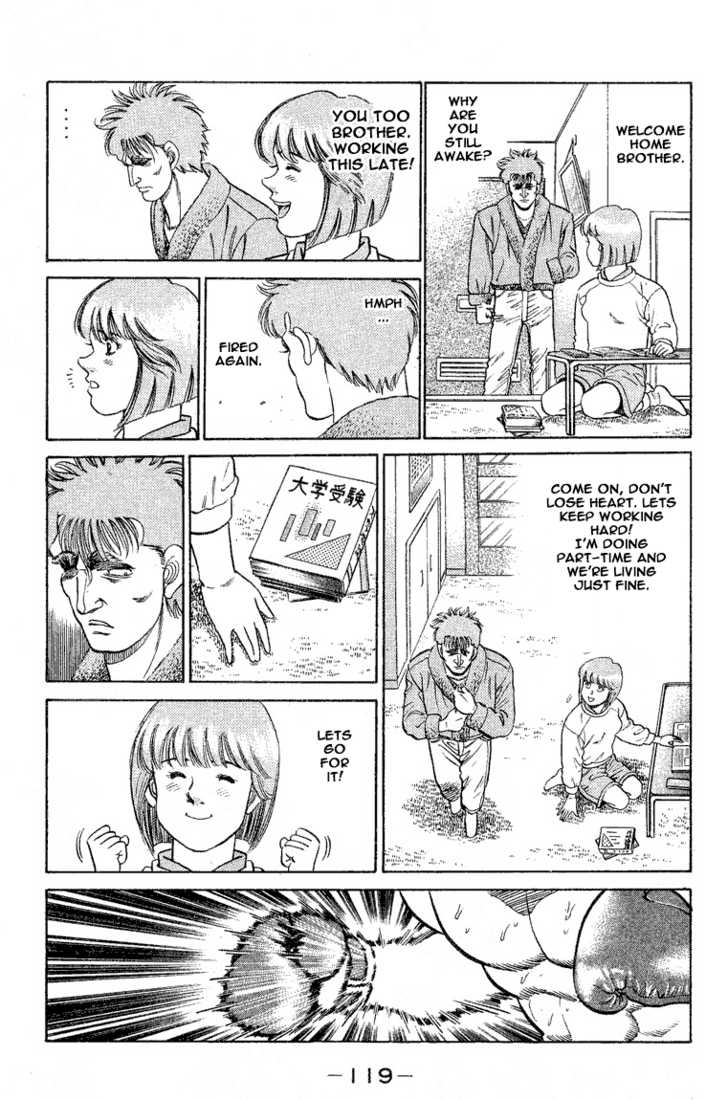 WELCOME
HOME
BROTHER.
WHY
ARE
YOU
STILL
AWAKE?
YOU TOO
BROTHER.
WORKING
THIS LATE!
...
HMPH
...
FIRED
AGAIN.
COME ON, DON'T
LOSE HEART. LETS
KEEP WORKING
HARD!
I'M DOING
PART-TIME AND
WE'RE LIVING
JUST FINE.
大学受験
LETS
GO
FOR
IT!
-119-